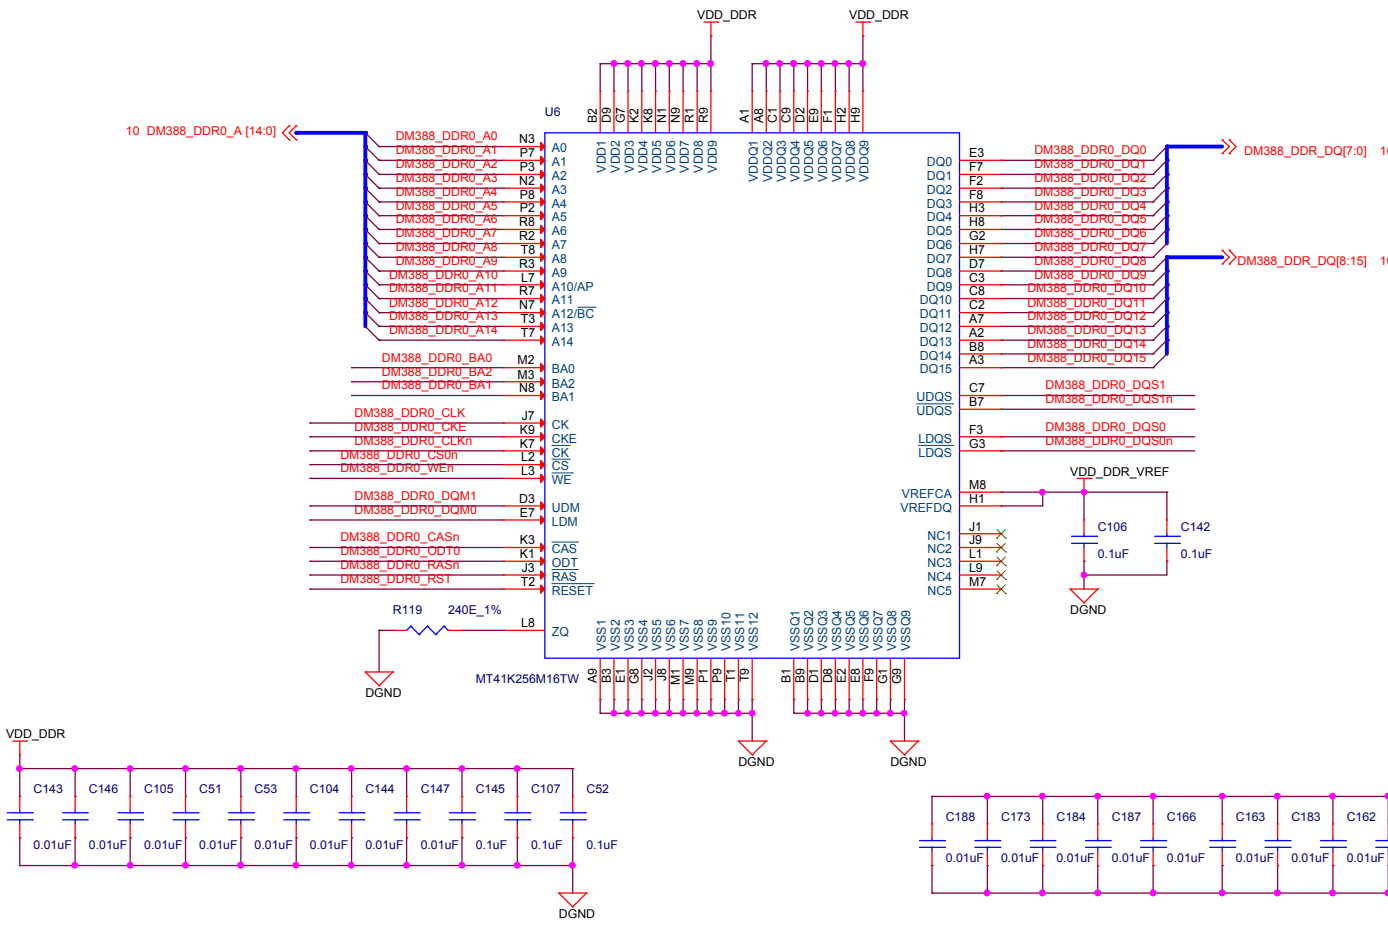 VDD_DDR
VDD_DDR
U6
B2 D9 G7 K2 K8 N1 N9 R1 R9
A1 A8 C1 C9 D2 E9 F1 H2 H9
VDD1 VDD2 VDD3 VDD4 VDD5 VDD6 VDD7 VDD8 VDD9
VDDQ1 VDDQ2 VDDQ3 VDDQ4 VDDQ5 VDDQ6 VDDQ7 VDDQ8 VDDQ9
10 DM388_DDR0_A [14:0]
DM388_DDR0_A0 N3 A0
DM388_DDR0_A1 P7 A1
DM388_DDR0_A2 P3 A2
DM388_DDR0_A3 N2 A3
DM388_DDR0_A4 P8 A4
DM388_DDR0_A5 P2 A5
DM388_DDR0_A6 R8 A6
DM388_DDR0_A7 R2 A7
DM388_DDR0_A8 T8 A8
DM388_DDR0_A9 R3 A9
DM388_DDR0_A10 L7 A10/AP
DM388_DDR0_A11 R7 A11
DM388_DDR0_A12 N7 A12/BC
DM388_DDR0_A13 T3 A13
DM388_DDR0_A14 T7 A14
DM388_DDR0_BA0 M2 BA0
DM388_DDR0_BA2 M3 BA2
DM388_DDR0_BA1 N8 BA1
DM388_DDR0_CLK J7 CK
DM388_DDR0_CKE K9 CKE
DM388_DDR0_CLKn K7 CK
DM388_DDR0_CS0n L2 CS
DM388_DDR0_WEn L3 WE
DM388_DDR0_DQM1 D3 UDM
DM388_DDR0_DQM0 E7 LDM
DM388_DDR0_CASn K3 CAS
DM388_DDR0_ODT0 K1 ODT
DM388_DDR0_RASn J3 RAS
DM388_DDR0_RST T2 RESET
R119 240E_1% L8 ZQ
DGND
MT41K256M16TW
DQ0 E3 DM388_DDR0_DQ0
DQ1 F7 DM388_DDR0_DQ1
DQ2 F2 DM388_DDR0_DQ2
DQ3 F8 DM388_DDR0_DQ3
DQ4 H3 DM388_DDR0_DQ4
DQ5 H8 DM388_DDR0_DQ5
DQ6 G2 DM388_DDR0_DQ6
DQ7 H7 DM388_DDR0_DQ7
DQ8 D7 DM388_DDR0_DQ8
DQ9 C3 DM388_DDR0_DQ9
DQ10 C8 DM388_DDR0_DQ10
DQ11 C2 DM388_DDR0_DQ11
DQ12 A7 DM388_DDR0_DQ12
DQ13 A2 DM388_DDR0_DQ13
DQ14 B8 DM388_DDR0_DQ14
DQ15 A3 DM388_DDR0_DQ15
DM388_DDR_DQ[7:0]
DM388_DDR_DQ[8:15]
UDQS C7 DM388_DDR0_DQS1
UDQS B7 DM388_DDR0_DQS1n
LDQS F3 DM388_DDR0_DQS0
LDQS G3 DM388_DDR0_DQS0n
VDD_DDR_VREF
VREFCA M8
VREFDQ H1
C106 0.1uF
C142 0.1uF
DGND
NC1 J1
NC2 J9
NC3 L1
NC4 L9
NC5 M7
VSS1 VSS2 VSS3 VSS4 VSS5 VSS6 VSS7 VSS8 VSS9 VSS10 VSS11 VSS12
VSSQ1 VSSQ2 VSSQ3 VSSQ4 VSSQ5 VSSQ6 VSSQ7 VSSQ8 VSSQ9
A9 B3 E1 G8 J2 J8 M1 M9 P1 P9 T1 T9
B1 B9 D1 D8 E2 E8 F9 G1 G9
DGND
DGND
VDD_DDR
C143 C146 C105 C51 C53 C104 C144 C147 C145 C107 C52
0.01uF 0.01uF 0.01uF 0.01uF 0.01uF 0.01uF 0.01uF 0.01uF 0.1uF 0.1uF 0.1uF
DGND
C188 C173 C184 C187 C166 C163 C183 C162
0.01uF 0.01uF 0.01uF 0.01uF 0.01uF 0.01uF 0.01uF 0.01uF